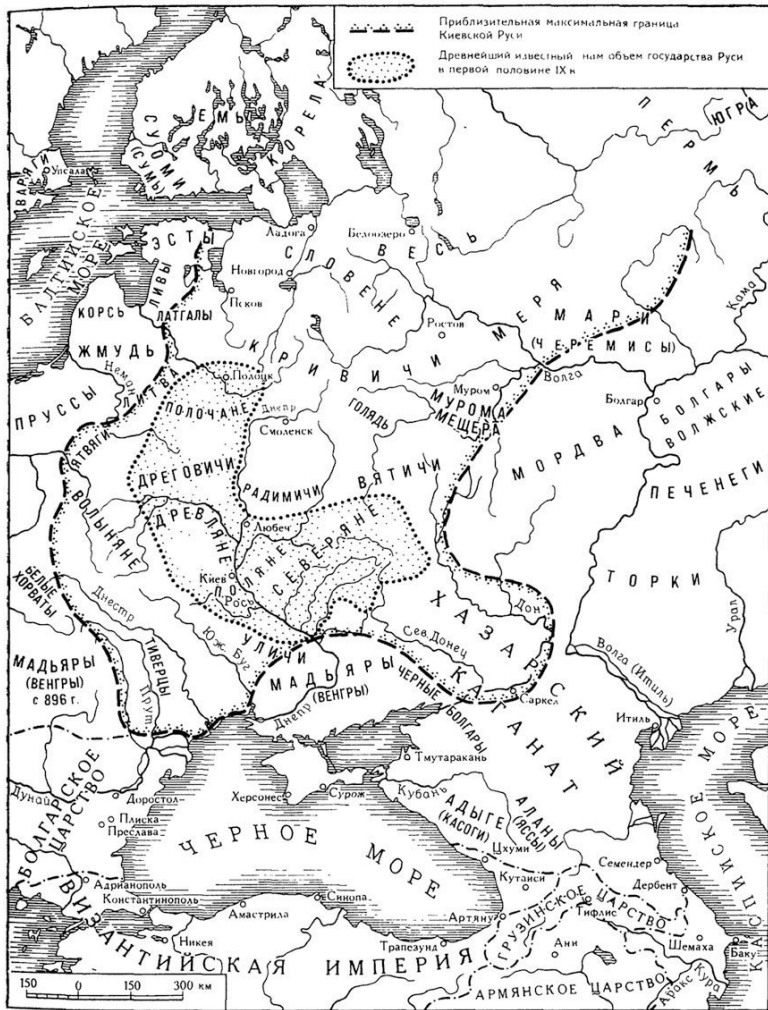 Приблизительная максимальная граница
Киевской Руси
Древнейший известный нам объем государства Руси
в первой половине IX в
ЮГРА
ПЕРМЬ
ЕМЬ
КОРЕЛА
СУОМИ
(СУМЬ)
ВАРЯГИ
Упсала
БАЛТИЙСКОЕ
МОРЕ
ЭСТЫ
Ладога
Белоозеро
ВЕСЬ
СЛОВЕНЕ
Новгород
ЛИВЫ
Псков
КОРСЬ
ЛАТГАЛЫ
МЕРЯ
МАРИ
(ЧЕРЕМИСЫ)
Кама
Ростов
ЖМУДЬ
КРИВИЧИ
Неман
ЛИТВА
Полоцк
Волга
Муром
МУРОМА
МЕЩЕРА
Болгар
БОЛГАРЫ
ВОЛЖСКИЕ
ПРУССЫ
ПОЛОЧАНЕ
Днепр
Смоленск
ГОЛЯДЬ
МОРДВА
ЯТВЯГИ
ДРЕГОВИЧИ
РАДИМИЧИ
ВЯТИЧИ
ПЕЧЕНЕГИ
ВОЛЫНЯНЕ
ДРЕВЛЯНЕ
Любеч
СЕВЕРЯНЕ
ПОЛЯНЕ
Киев
Рось
БЕЛЫЕ
ХОРВАТЫ
ТОРКИ
Урал
Днестр
Юж. Буг
УЛИЧИ
Дон
Сев. Донец
ХАЗАРСКИЙ
КАГАНАТ
ТИВЕРЦЫ
Прут
МАДЬЯРЫ
(ВЕНГРЫ)
с 896 г.
МАДЬЯРЫ
(ВЕНГРЫ)
Днепр
ЧЕРНЫЕ
БОЛГАРЫ
Саркел
Волга (Итиль)
Итиль
Тмутаракань
Дунай
Доростол
Плиска
Преслава
БОЛГАРСКОЕ
ЦАРСТВО
Херсонес
Сурож
Кубань
АДЫГЕ
(КАСОГИ)
АЛАНЫ
(ЯССЫ)
ЧЕРНОЕ МОРЕ
КАСПИЙСКОЕ МОРЕ
Цхуми
Кутаиси
Семендер
Дербент
Адрианополь
Константинополь
Амастрида
Синопа
Артяну
ГРУЗИНСКОЕ ЦАРСТВО
Тифлис
Никея
Трапезунд
Ани
Шемаха
Баку
ВИЗАНТИЙСКАЯ ИМПЕРИЯ
АРМЯНСКОЕ ЦАРСТВО
Аракс
Кура
150 0 150 300 км